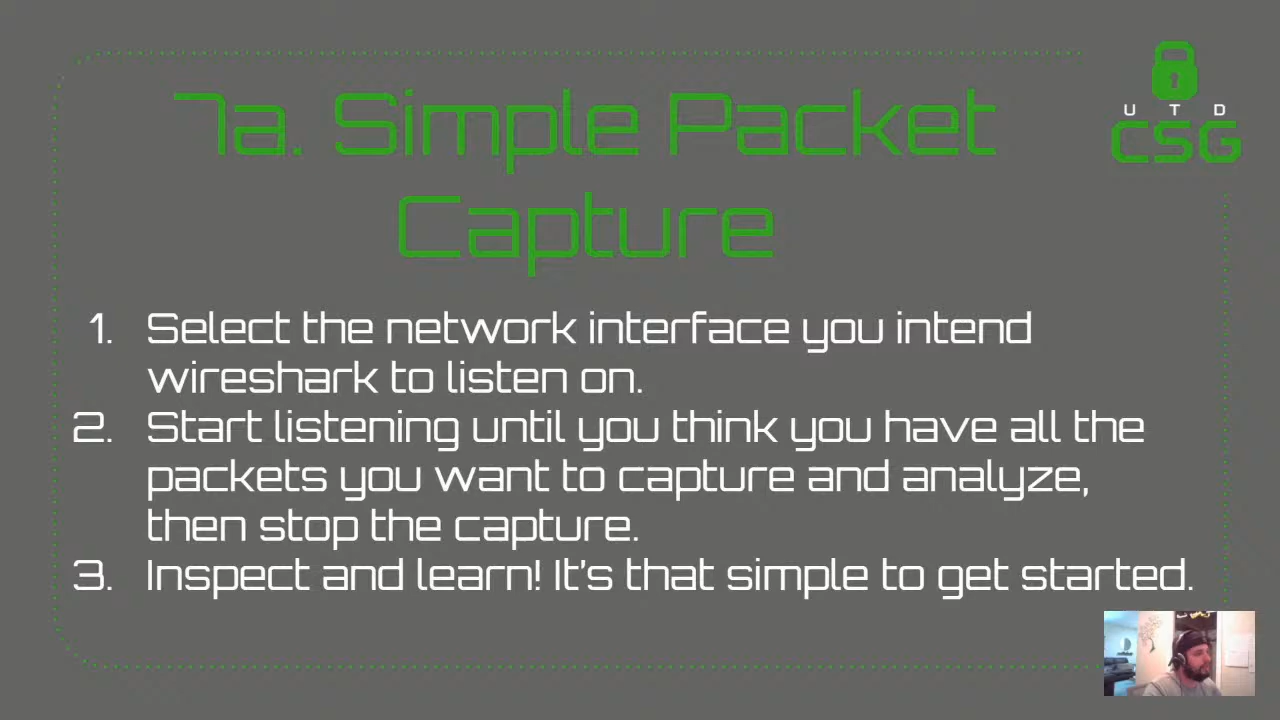 7a. Simple Packet
Capture
U T D
CSG
1. Select the network interface you intend
wireshark to listen on.
2. Start listening until you think you have all the
packets you want to capture and analyze,
then stop the capture.
3. Inspect and learn! It's that simple to get started.